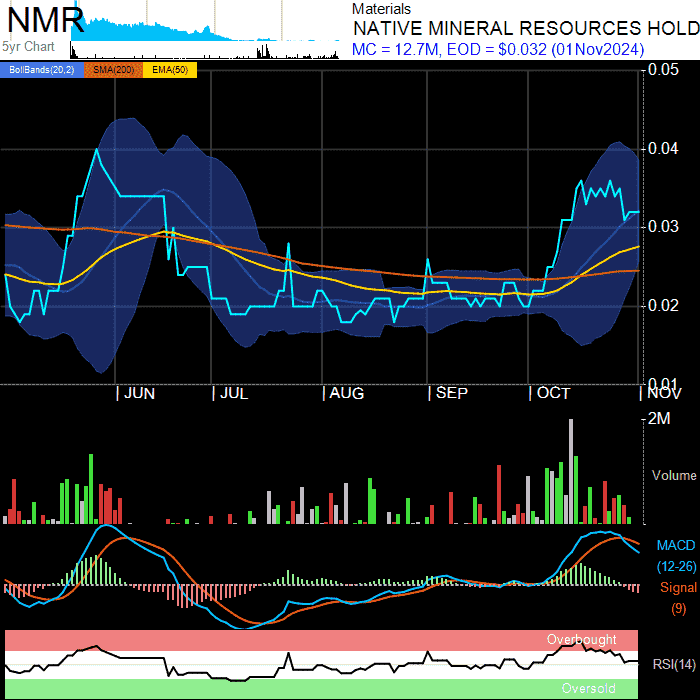 NMR
5yr Chart
Materials
NATIVE MINERAL RESOURCES HOLD
MC = 12.7M, EOD = $0.032 (01Nov2024)
BollBands(20,2) SMA(200) EMA(50)
0.05
0.04
0.03
0.02
0.01
JUN JUL AUG SEP OCT NOV
2M
Volume
MACD
(12-26)
Signal
(9)
Overbought
RSI(14)
Oversold